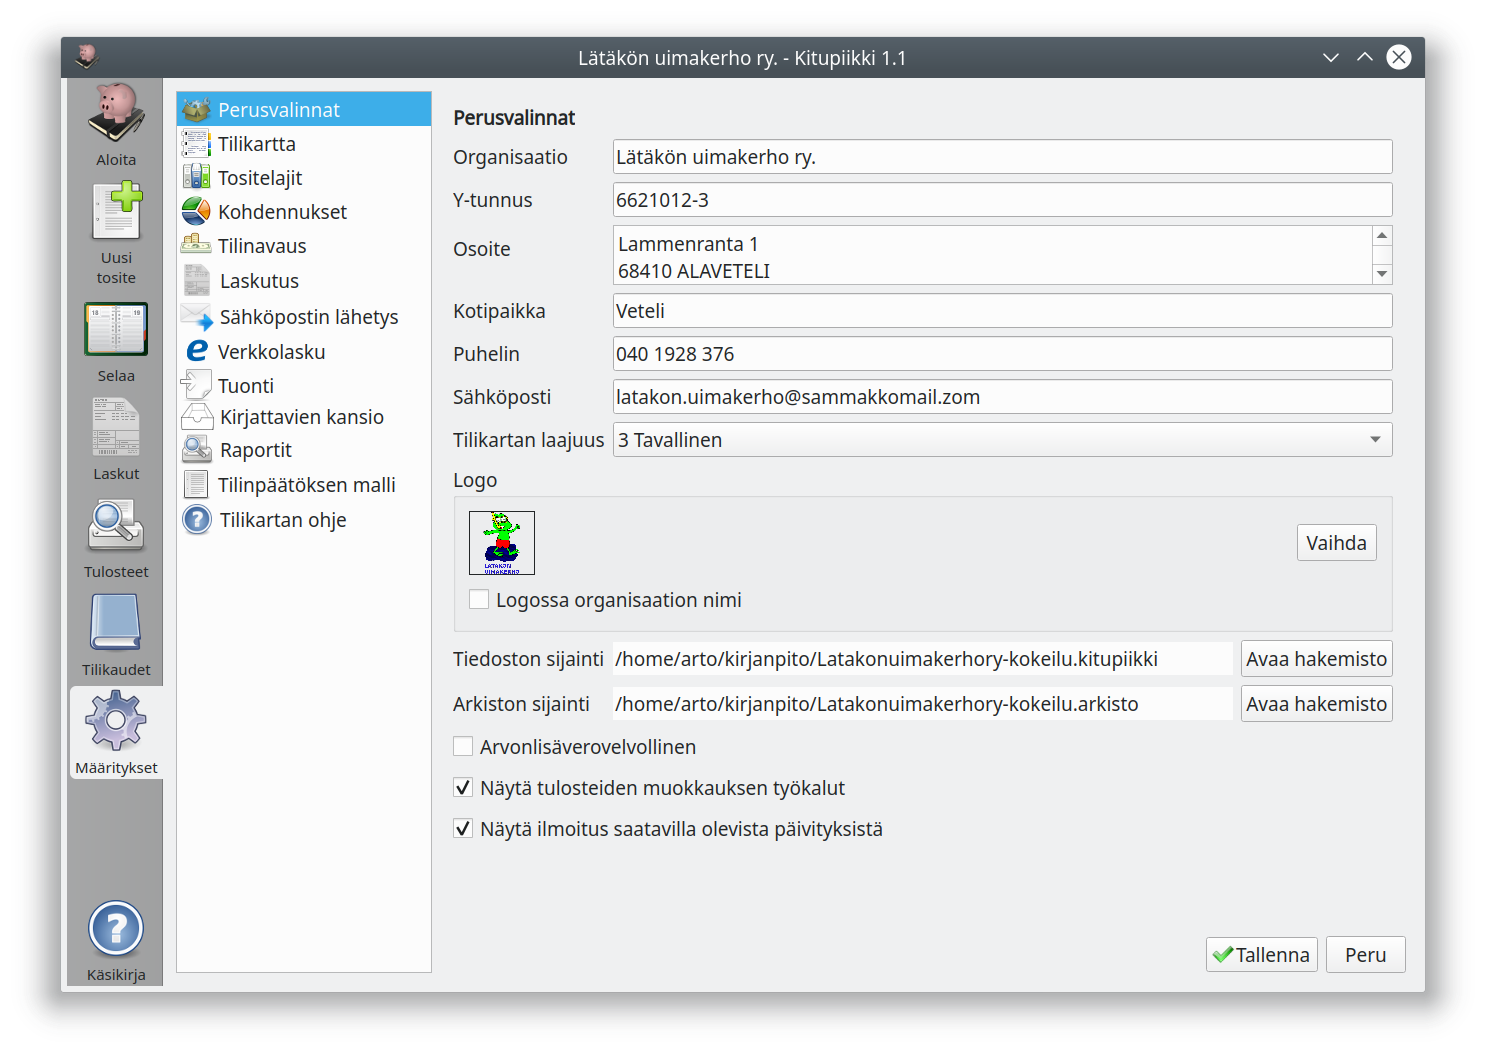 Lätäkön uimakerho ry. - Kitupiikki 1.1
Aloita
Uusi
tosite
Selaa
Laskut
Tulosteet
Tilikaudet
Määritykset
Käsikirja
Perusvalinnat
Tilikartta
Tositelajit
Kohdennukset
Tilinavaus
Laskutus
Sähköpostin lähetys
Verkkolasku
Tuonti
Kirjattavien kansio
Raportit
Tilinpäätöksen malli
Tilikartan ohje
Perusvalinnat
Organisaatio Lätäkön uimakerho ry.
Y-tunnus 6621012-3
Osoite Lammenranta 1
68410 ALAVETELI
Kotipaikka Veteli
Puhelin 040 1928 376
Sähköposti latakon.uimakerho@sammakkomail.zom
Tilikartan laajuus 3 Tavallinen
Logo
LÄTÄKÖN
UIMAKERHO
Vaihda
Logossa organisaation nimi
Tiedoston sijainti /home/arto/kirjanpito/Latakonuimakerhory-kokeilu.kitupiikki Avaa hakemisto
Arkiston sijainti /home/arto/kirjanpito/Latakonuimakerhory-kokeilu.arkisto Avaa hakemisto
Arvonlisäverovelvollinen
Näytä tulosteiden muokkauksen työkalut
Näytä ilmoitus saatavilla olevista päivityksistä
Tallenna Peru